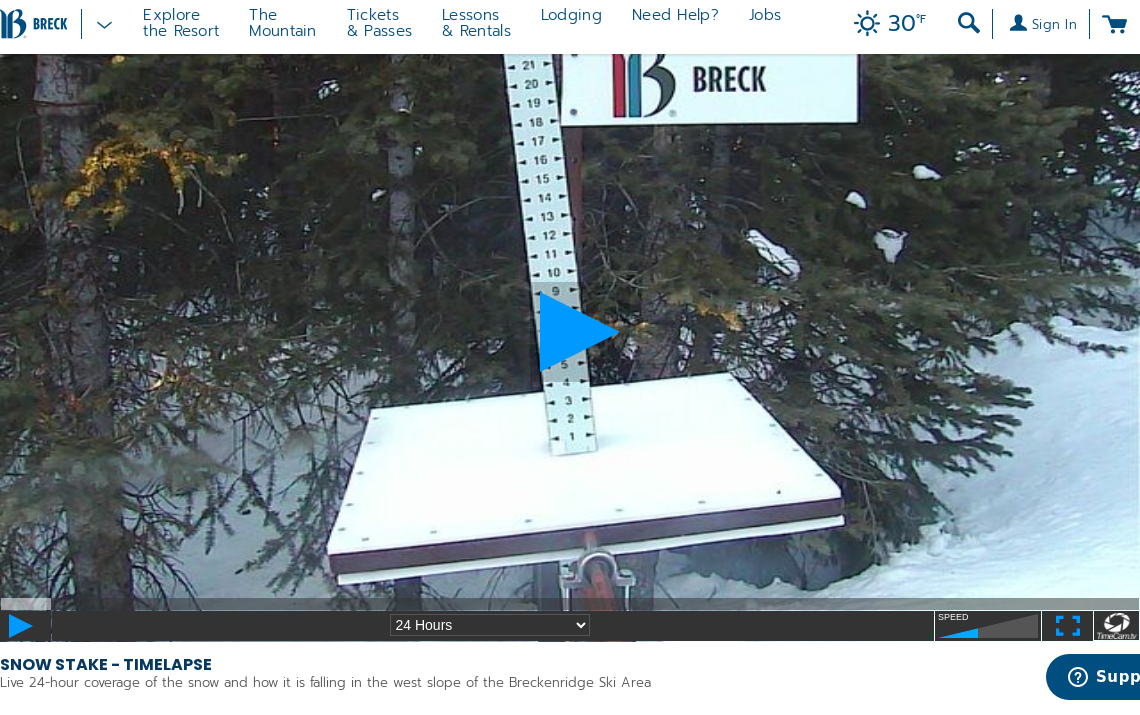 BRECK
Explore
the Resort
The
Mountain
Tickets
& Passes
Lessons
& Rentals
Lodging
Need Help?
Jobs
30°F
Sign In
BRECK
21
20
19
18
17
16
15
14
13
12
11
10
9
5
4
3
2
1
24 Hours
SPEED
TimeCam.tv
SNOW STAKE - TIMELAPSE
Live 24-hour coverage of the snow and how it is falling in the west slope of the Breckenridge Ski Area
Supp